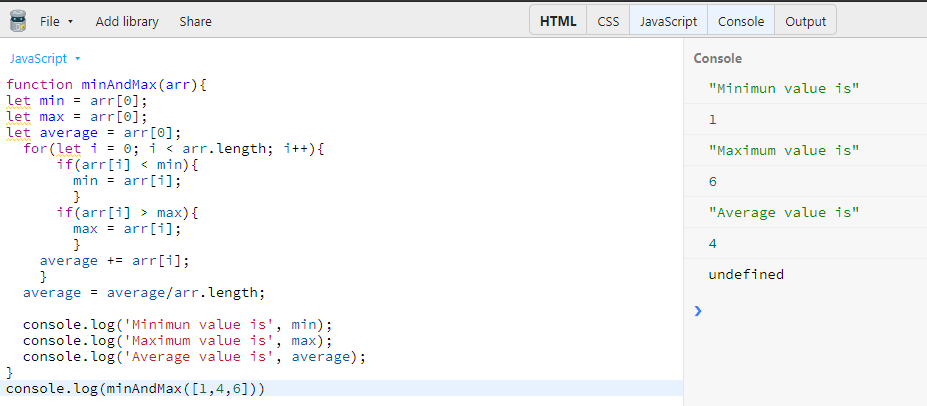 File Add library Share HTML CSS JavaScript Console Output
JavaScript
function minAndMax(arr){
let min = arr[0];
let max = arr[0];
let average = arr[0];
for(let i = 0; i < arr.length; i++){
if(arr[i] < min){
min = arr[i];
}
if(arr[i] > max){
max = arr[i];
}
average += arr[i];
}
average = average/arr.length;
console.log('Minimun value is', min);
console.log('Maximum value is', max);
console.log('Average value is', average);
}
console.log(minAndMax([1,4,6]))
Console
"Minimun value is"
1
"Maximum value is"
6
"Average value is"
4
undefined